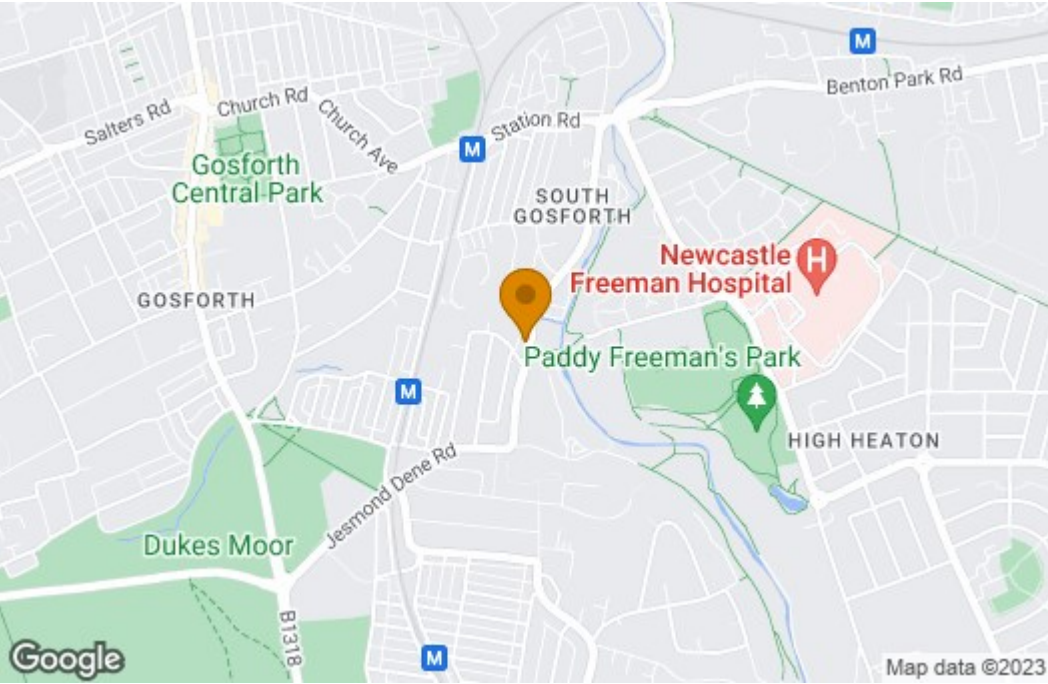 M
Benton Park Rd
Salters Rd
Church Rd
Church Ave
Station Rd
M
Gosforth
Central Park
SOUTH
GOSFORTH
Newcastle
Freeman Hospital
H
GOSFORTH
Paddy Freeman's Park
M
HIGH HEATON
Jesmond Dene Rd
Dukes Moor
B1318
M
Google
Map data ©2023